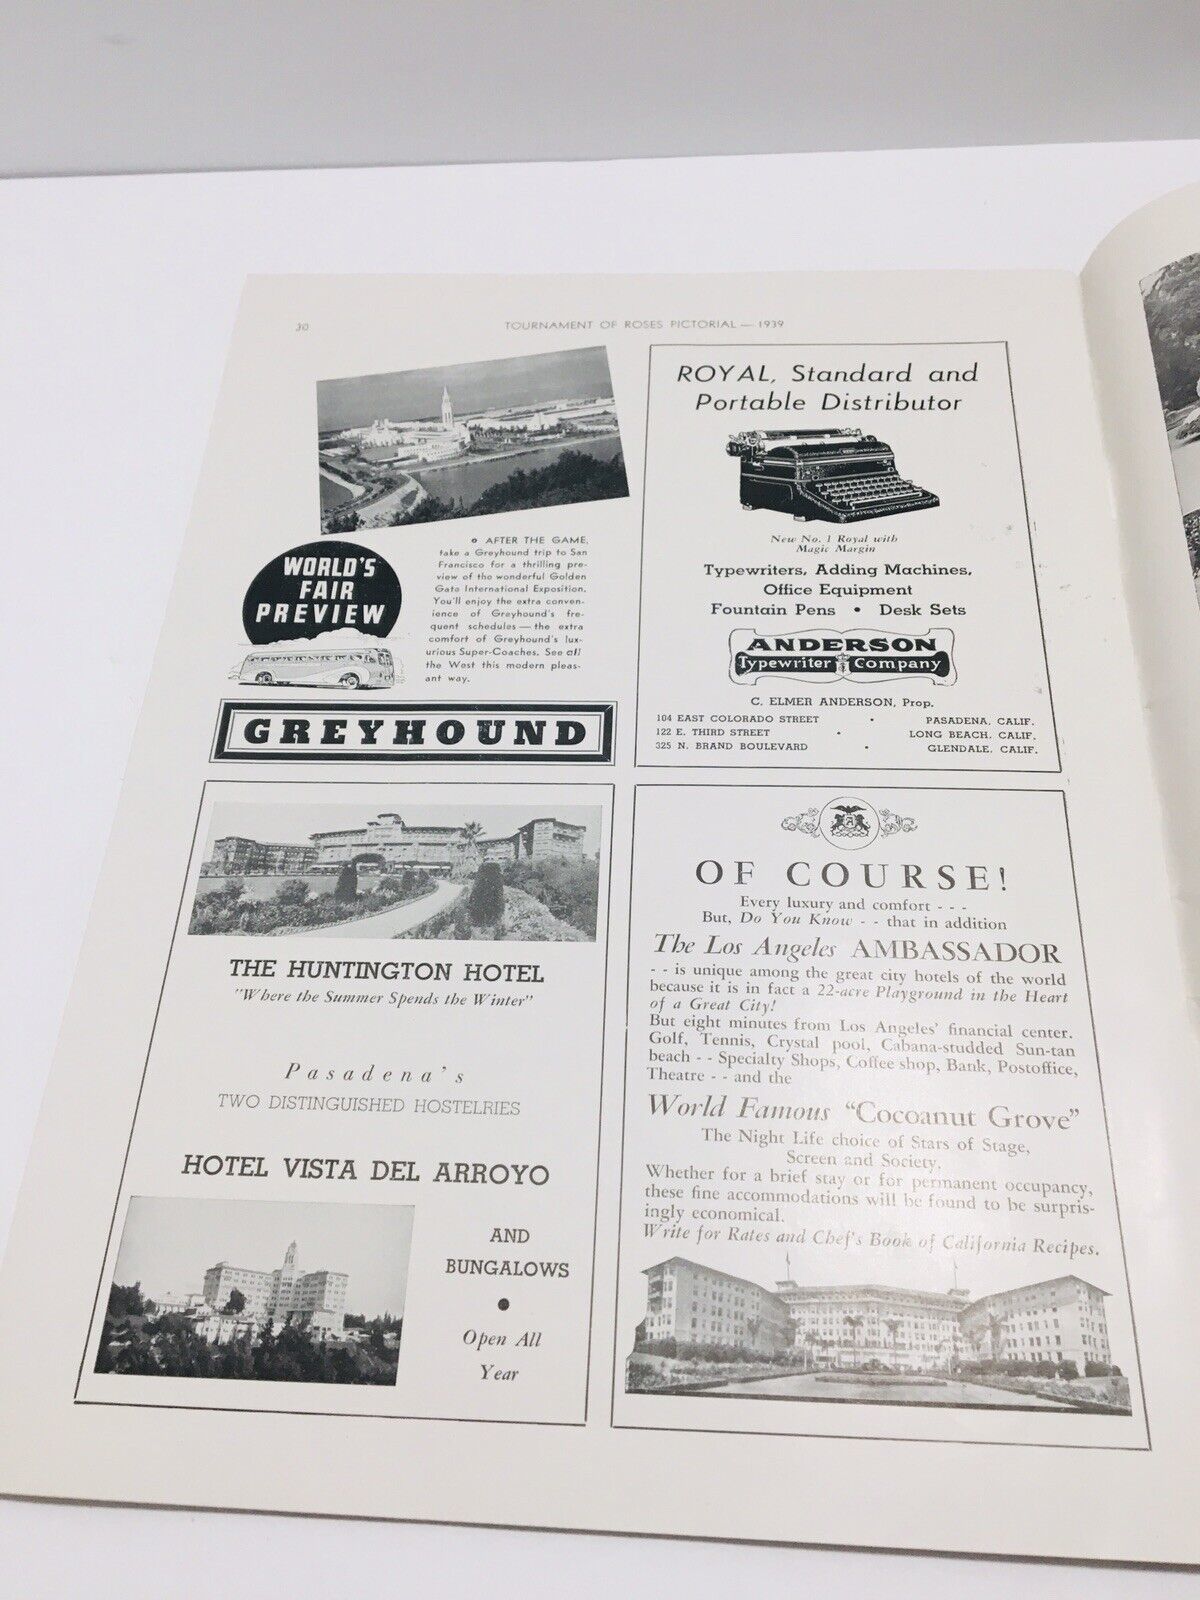 30
TOURNAMENT OF ROSES PICTORIAL — 1939
WORLD'S
FAIR
PREVIEW
• AFTER THE GAME,
take a Greyhound trip to San
Francisco for a thrilling pre-
view of the wonderful Golden
Gate International Exposition.
You'll enjoy the extra conven-
ience of Greyhound's fre-
quent schedules — the extra
comfort of Greyhound's lux-
urious Super-Coaches. See all
the West this modern pleas-
ant way.
GREYHOUND
ROYAL, Standard and
Portable Distributor
New No. 1 Royal with
Magic Margin
Typewriters, Adding Machines,
Office Equipment
Fountain Pens • Desk Sets
ANDERSON
Typewriter Company
C. ELMER ANDERSON, Prop.
104 EAST COLORADO STREET • PASADENA, CALIF.
122 E. THIRD STREET • LONG BEACH, CALIF.
325 N. BRAND BOULEVARD • GLENDALE, CALIF.
THE HUNTINGTON HOTEL
"Where the Summer Spends the Winter"
Pasadena's
TWO DISTINGUISHED HOSTELRIES
HOTEL VISTA DEL ARROYO
AND
BUNGALOWS
•
Open All
Year
OF COURSE!
Every luxury and comfort - - -
But, Do You Know - - that in addition
The Los Angeles AMBASSADOR
- - is unique among the great city hotels of the world
because it is in fact a 22-acre Playground in the Heart
of a Great City!
But eight minutes from Los Angeles' financial center.
Golf, Tennis, Crystal pool, Cabana-studded Sun-tan
beach - - Specialty Shops, Coffee shop, Bank, Postoffice,
Theatre - - and the
World Famous "Cocoanut Grove"
The Night Life choice of Stars of Stage,
Screen and Society.
Whether for a brief stay or for permanent occupancy,
these fine accommodations will be found to be surpris-
ingly economical.
Write for Rates and Chef's Book of California Recipes.